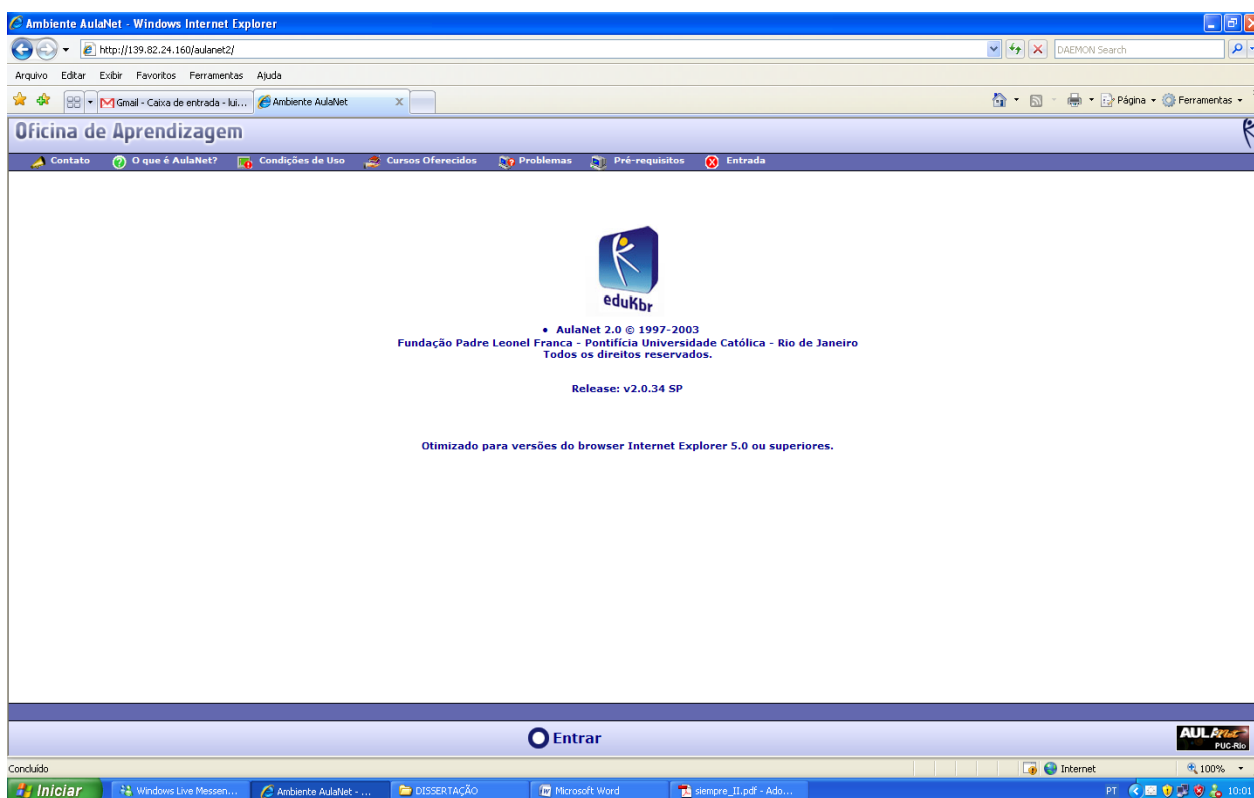 Ambiente AulaNet - Windows Internet Explorer
http://139.82.24.160/aulanet2/
DAEMON Search
Arquivo Editar Exibir Favoritos Ferramentas Ajuda
Gmail - Caixa de entrada - lui... Ambiente AulaNet Página Ferramentas
Oficina de Aprendizagem
Contato O que é AulaNet? Condições de Uso Cursos Oferecidos Problemas Pré-requisitos Entrada
eduKbr
• AulaNet 2.0 © 1997-2003
Fundação Padre Leonel Franca - Pontifícia Universidade Católica - Rio de Janeiro
Todos os direitos reservados.
Release: v2.0.34 SP
Otimizado para versões do browser Internet Explorer 5.0 ou superiores.
Entrar
AULANet
PUC-Rio
Concluído Internet 100%
Iniciar Windows Live Messen... Ambiente AulaNet - ... DISSERTAÇÃO Microsoft Word siempre_II.pdf - Ado... PT 10:01